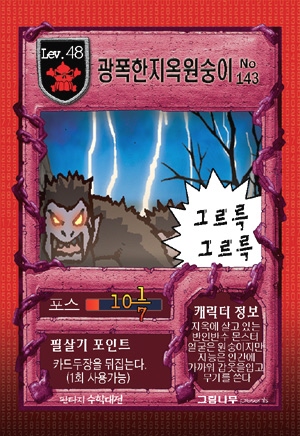 Lev. 48
광폭한지옥원숭이
No
143
그르륵
그르륵
포스
10 1/7
필살기 포인트
카드두장을 뒤집는다.
(1회 사용가능)
캐릭터 정보
지옥에 살고 있는
반인반수 몬스터
얼굴은 원숭이지만
지능은 인간에
가까워 갑옷을입고
무기를 쓴다
판타지 수학대전
그림나무